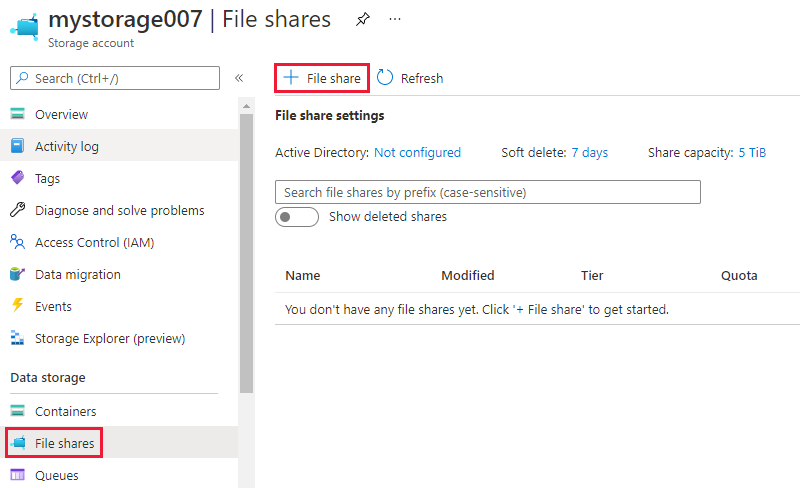 mystorage007 | File shares
Storage account
Search (Ctrl+/)
Overview
Activity log
Tags
Diagnose and solve problems
Access Control (IAM)
Data migration
Events
Storage Explorer (preview)
Data storage
Containers
File shares
Queues
File share
Refresh
File share settings
Active Directory: Not configured Soft delete: 7 days Share capacity: 5 TiB
Search file shares by prefix (case-sensitive)
Show deleted shares
Name Modified Tier Quota
You don't have any file shares yet. Click '+ File share' to get started.